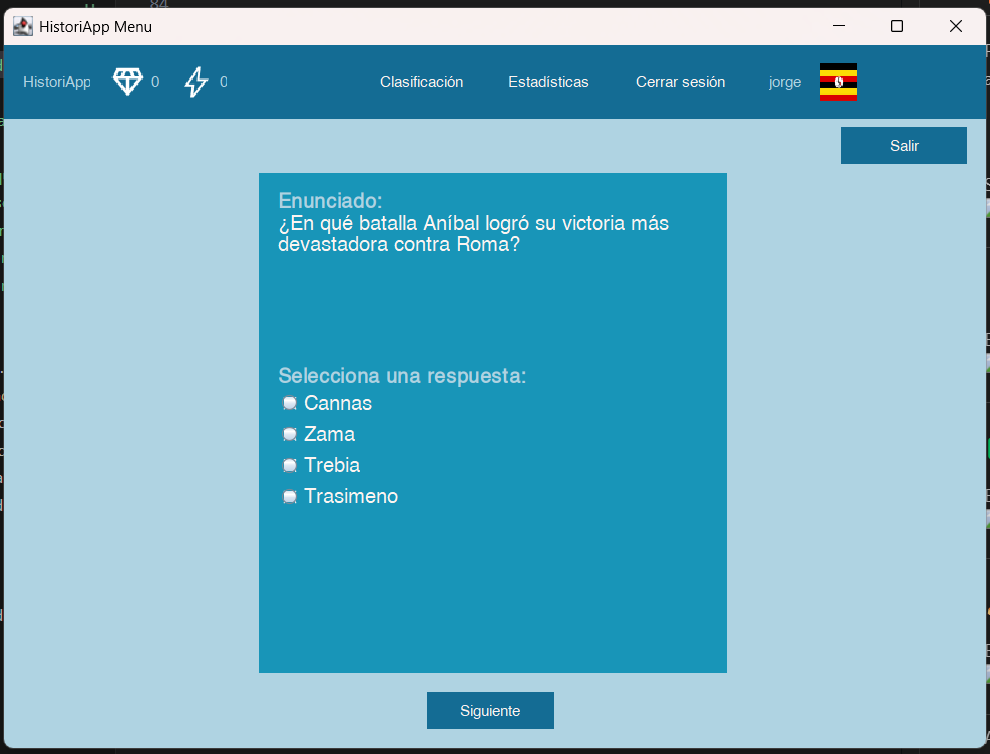 HistoriApp Menu
HistoriApp 0 0 Clasificación Estadísticas Cerrar sesión jorge
Salir
Enunciado:
¿En qué batalla Aníbal logró su victoria más
devastadora contra Roma?
Selecciona una respuesta:
Cannas
Zama
Trebia
Trasimeno
Siguiente